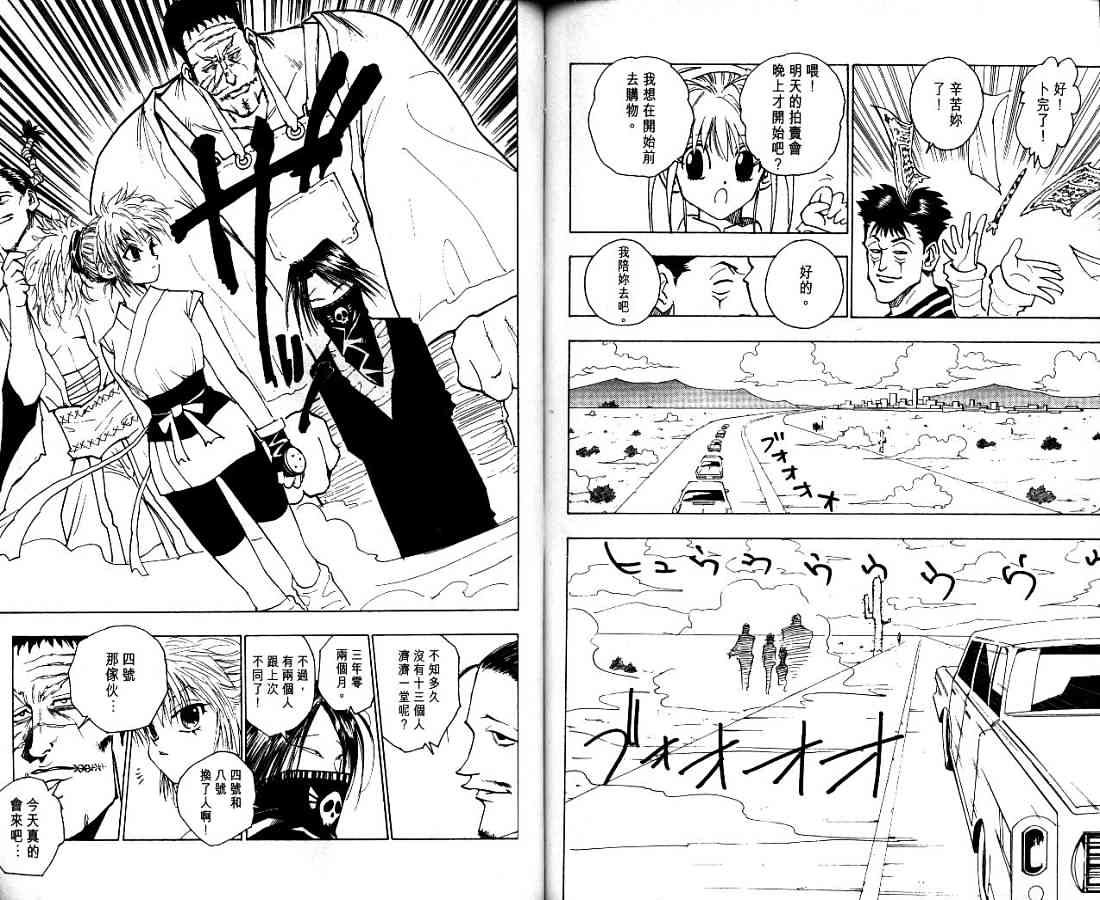 好！
卜完了！
辛苦妳
了！
喂！
明天的拍賣會
晚上才開始吧？
我想在開始前
去購物。
好的。
我陪妳去吧。
ブオオオオ
ヒュウウウウウウウ
ブオオオオ
ザザッ
不知多久
沒有十三個人
濟濟一堂呢？
三年零
兩個月。
不過，
有兩個人
跟上次
不同了！
四號和
八號
換了人啊！
四號
那傢伙…
今天真的
會來吧…